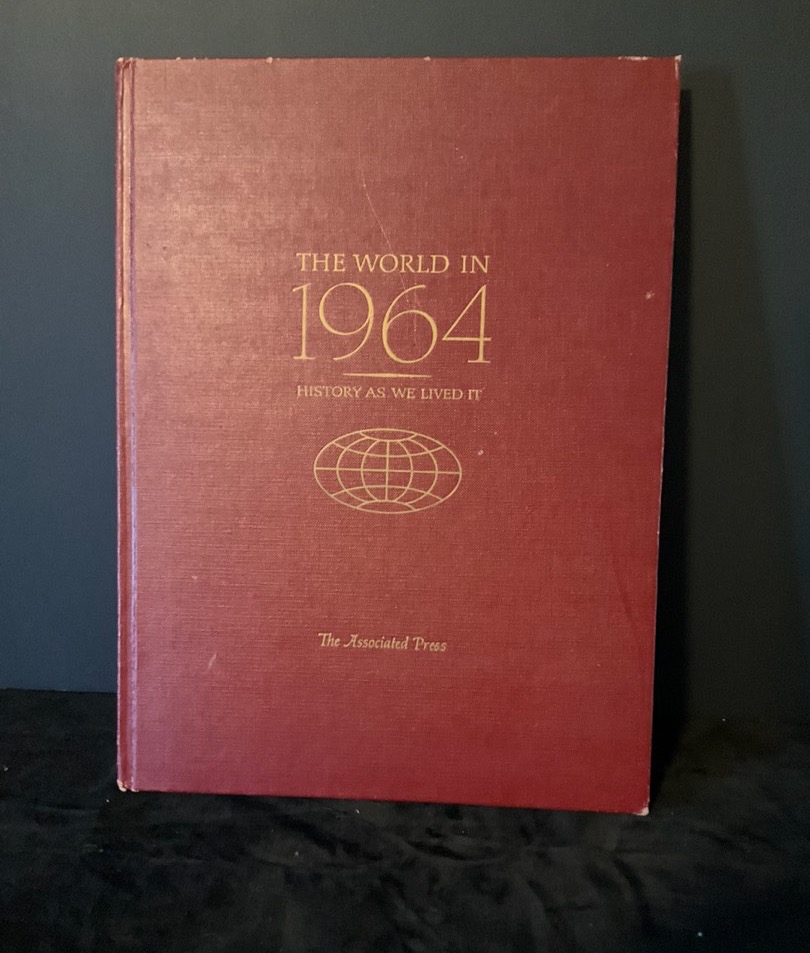 THE WORLD IN
1964
HISTORY AS WE LIVED IT
The Associated Press